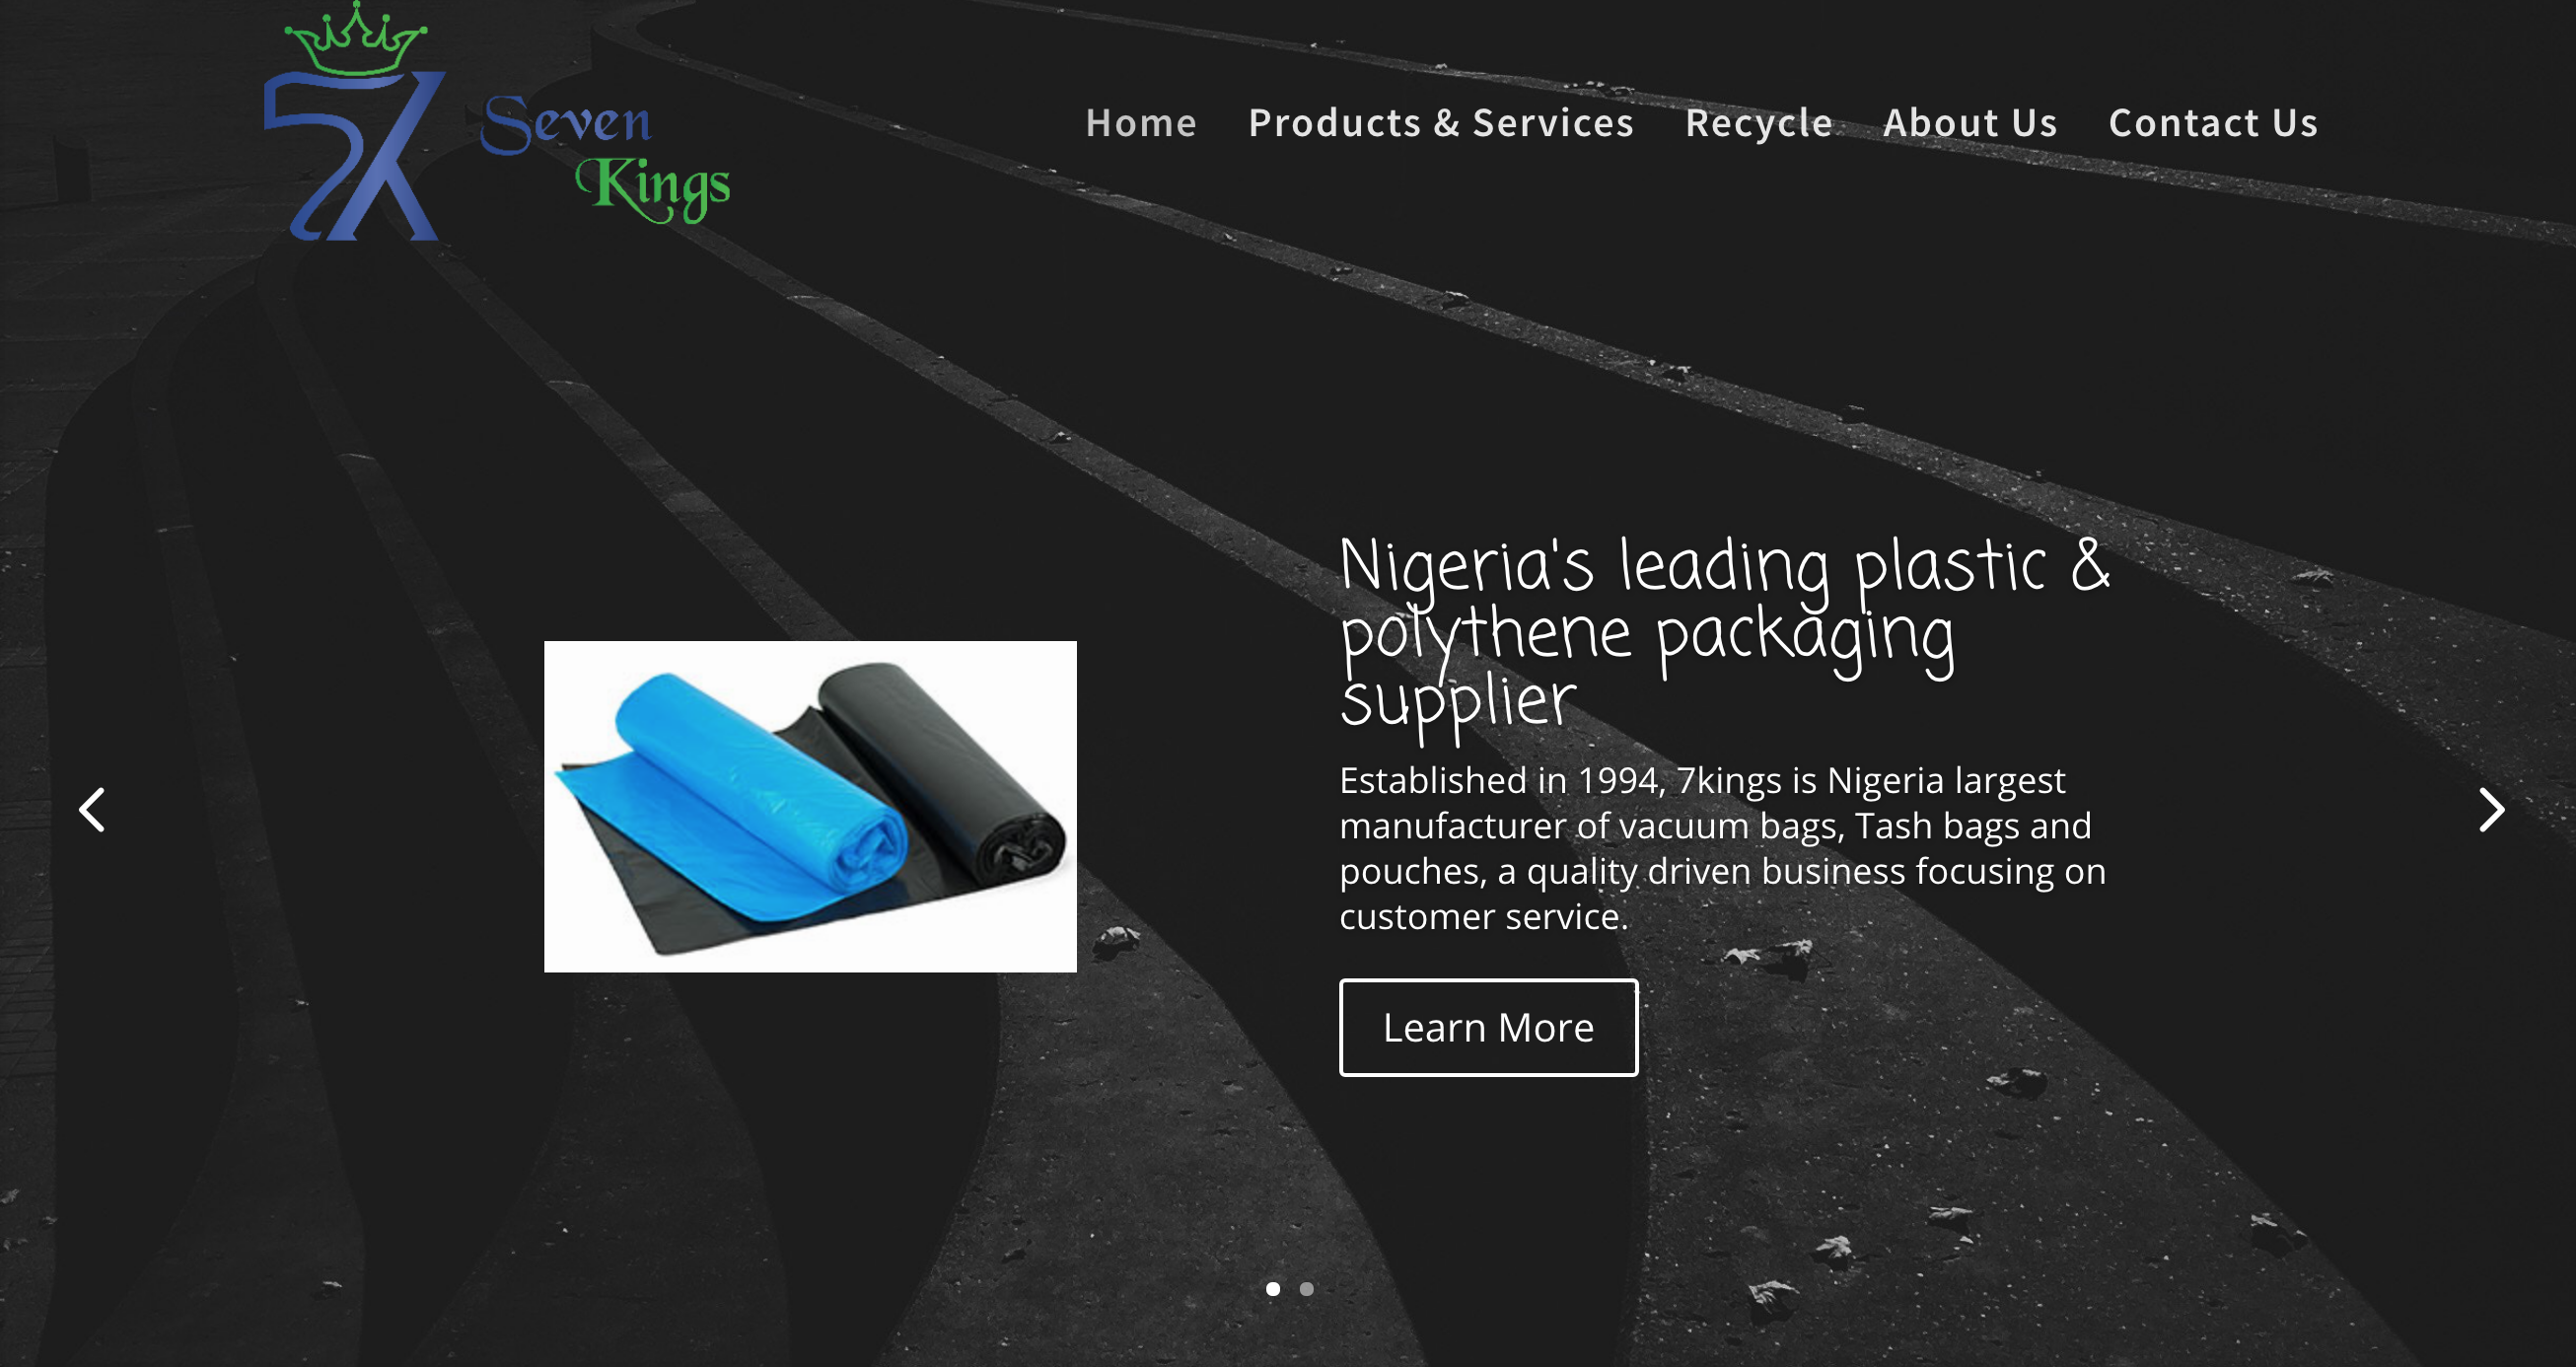 Seven
Kings
Home Products & Services Recycle About Us Contact Us
Nigeria's leading plastic &
polythene packaging
supplier
Established in 1994, 7kings is Nigeria largest
manufacturer of vacuum bags, Tash bags and
pouches, a quality driven business focusing on
customer service.
Learn More